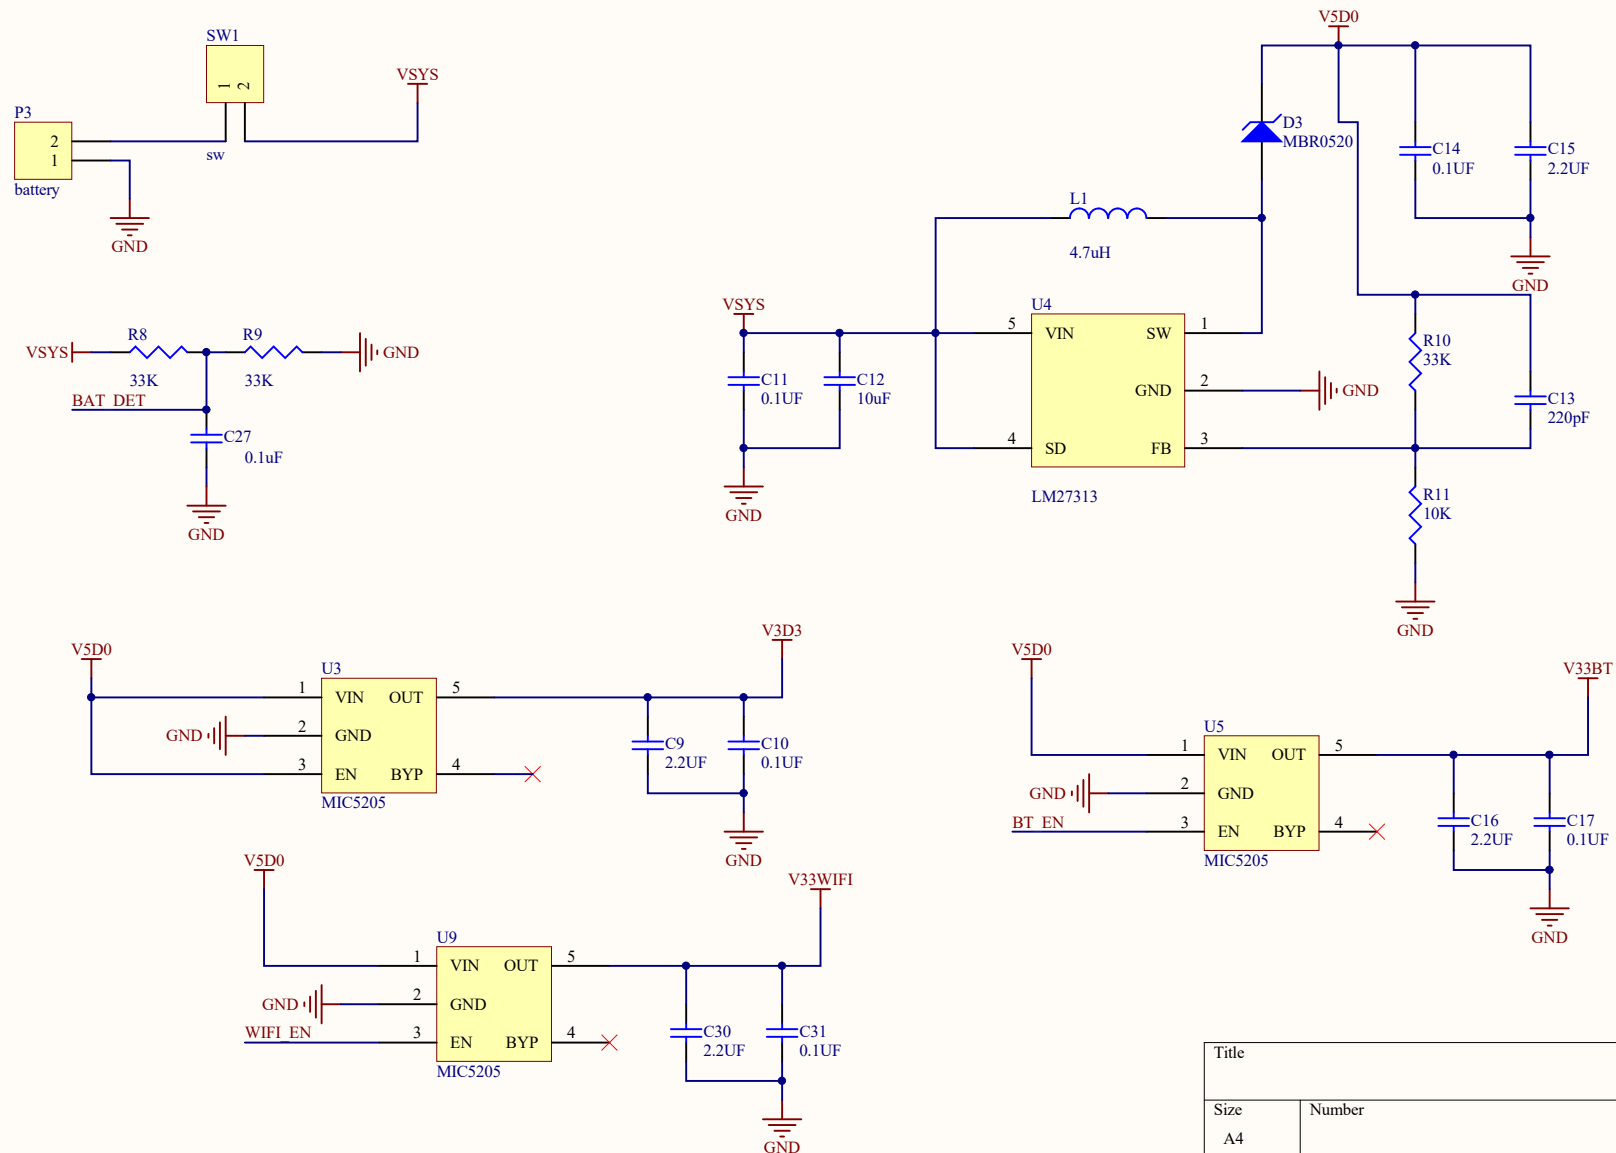 SW1
1
2
sw
VSYS
P3
2
1
battery
GND
VSYS
R8
33K
R9
33K
GND
BAT_DET
C27
0.1uF
GND
V5D0
D3
MBR0520
C14
0.1UF
C15
2.2UF
GND
L1
4.7uH
VSYS
C11
0.1UF
C12
10uF
GND
U4
5 VIN SW 1
GND 2
4 SD FB 3
LM27313
GND
R10
33K
C13
220pF
R11
10K
GND
V5D0
U3
1 VIN OUT 5
GND 2 GND
3 EN BYP 4
MIC5205
V3D3
C9
2.2UF
C10
0.1UF
GND
V5D0
U5
1 VIN OUT 5
GND 2 GND
BT_EN 3 EN BYP 4
MIC5205
V33BT
C16
2.2UF
C17
0.1UF
GND
V5D0
U9
1 VIN OUT 5
GND 2 GND
WIFI_EN 3 EN BYP 4
MIC5205
V33WIFI
C30
2.2UF
C31
0.1UF
GND
Title
Size Number
A4